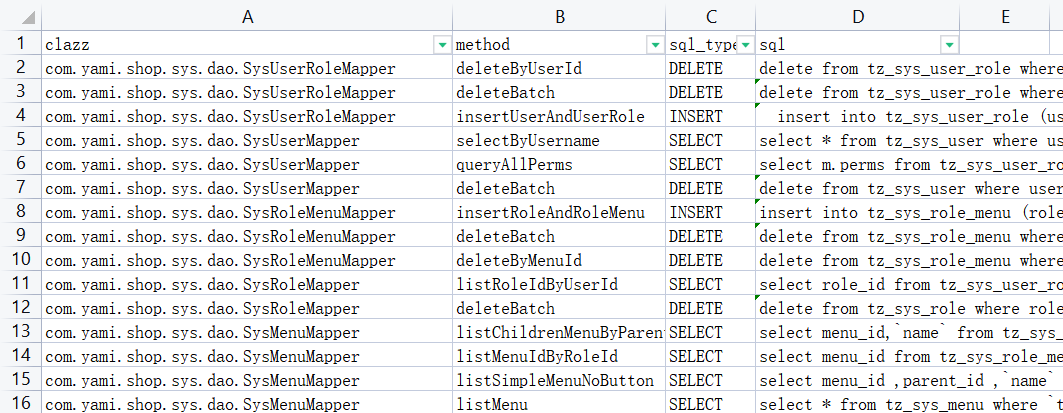 A B C D E
1 clazz method sql_type sql
2 com.yami.shop.sys.dao.SysUserRoleMapper deleteByUserId DELETE delete from tz_sys_user_role where
3 com.yami.shop.sys.dao.SysUserRoleMapper deleteBatch DELETE delete from tz_sys_user_role where
4 com.yami.shop.sys.dao.SysUserRoleMapper insertUserAndUserRole INSERT insert into tz_sys_user_role (us
5 com.yami.shop.sys.dao.SysUserMapper selectByUsername SELECT select * from tz_sys_user where us
6 com.yami.shop.sys.dao.SysUserMapper queryAllPerms SELECT select m.perms from tz_sys_user_ro
7 com.yami.shop.sys.dao.SysUserMapper deleteBatch DELETE delete from tz_sys_user where user
8 com.yami.shop.sys.dao.SysRoleMenuMapper insertRoleAndRoleMenu INSERT insert into tz_sys_role_menu (role
9 com.yami.shop.sys.dao.SysRoleMenuMapper deleteBatch DELETE delete from tz_sys_role_menu where
10 com.yami.shop.sys.dao.SysRoleMenuMapper deleteByMenuId DELETE delete from tz_sys_role_menu where
11 com.yami.shop.sys.dao.SysRoleMapper listRoleIdByUserId SELECT select role_id from tz_sys_user_ro
12 com.yami.shop.sys.dao.SysRoleMapper deleteBatch DELETE delete from tz_sys_role where role
13 com.yami.shop.sys.dao.SysMenuMapper listChildrenMenuByParen SELECT select menu_id,`name` from tz_sys_
14 com.yami.shop.sys.dao.SysMenuMapper listMenuIdByRoleId SELECT select menu_id from tz_sys_role_me
15 com.yami.shop.sys.dao.SysMenuMapper listSimpleMenuNoButton SELECT select menu_id ,parent_id ,`name`
16 com.yami.shop.sys.dao.SysMenuMapper listMenu SELECT select * from tz_sys_menu where `t